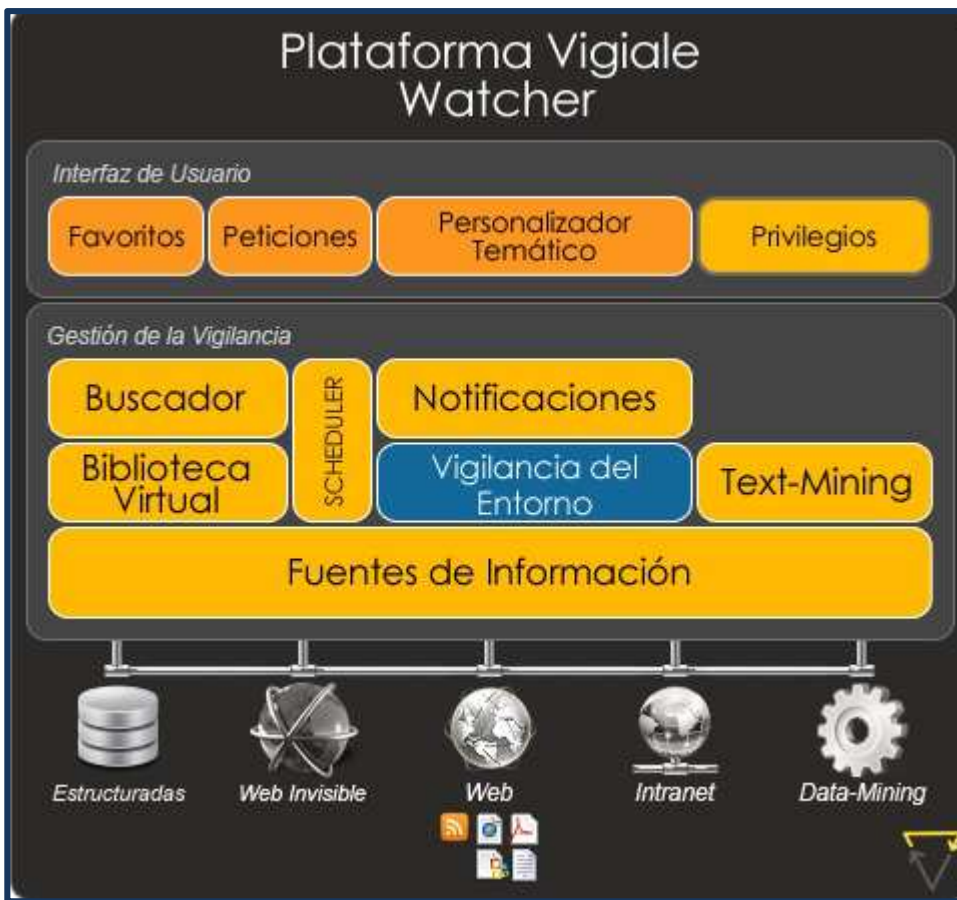 Plataforma Vigiale
Watcher
Interfaz de Usuario
Favoritos
Peticiones
Personalizador
Temático
Privilegios
Gestión de la Vigilancia
Buscador
SCHEDULER
Notificaciones
Biblioteca
Virtual
Vigilancia del
Entorno
Text-Mining
Fuentes de Información
Estructuradas
Web Invisible
Web
Intranet
Data-Mining